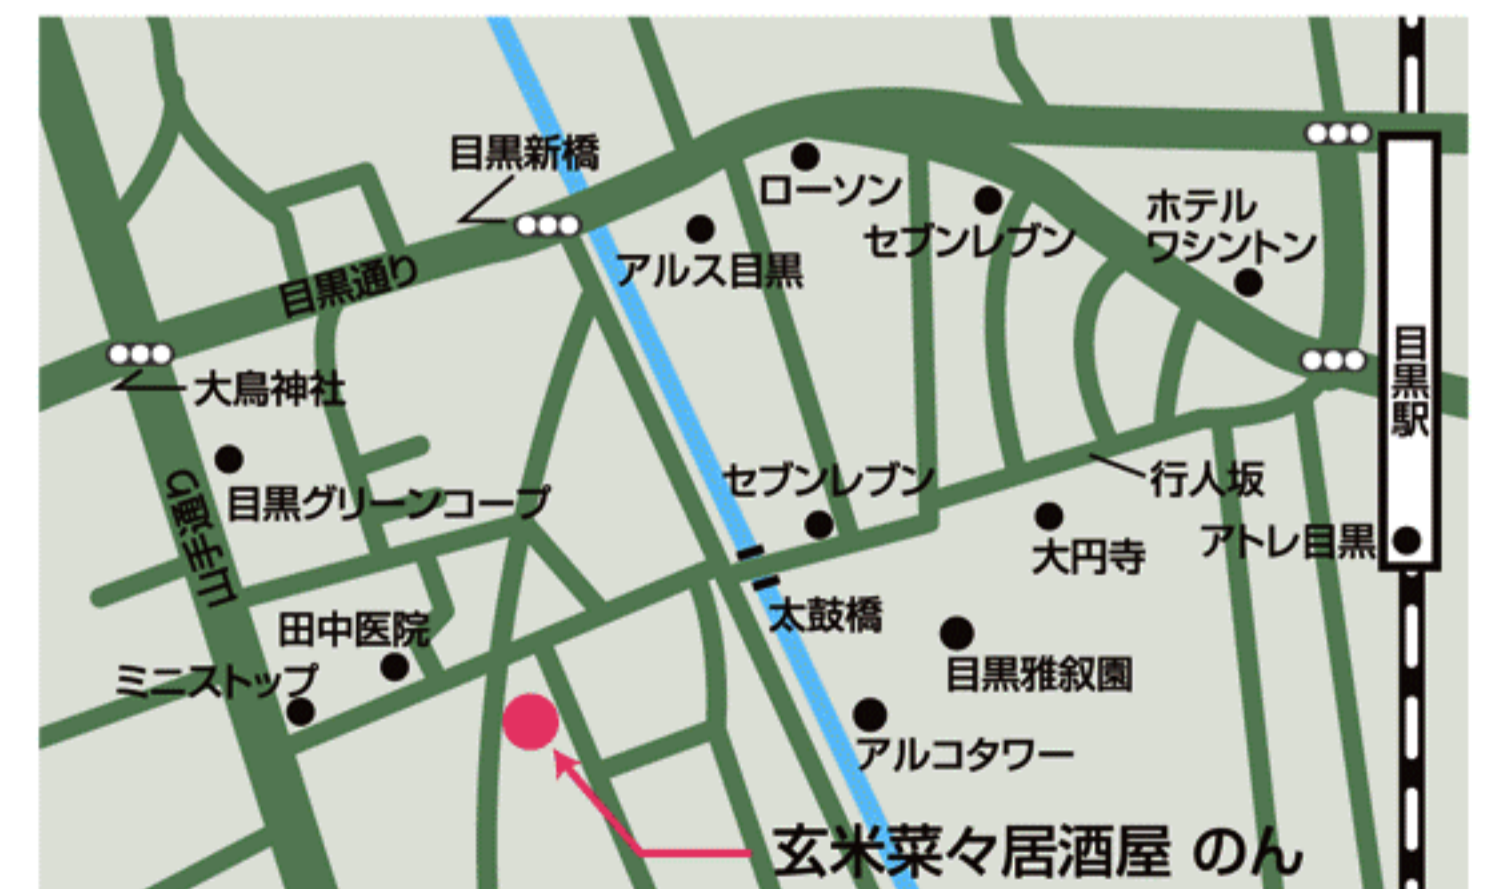 目黒新橋
ローソン
ホテル
ワシントン
セブンレブン
アルス目黒
目黒通り
大鳥神社
目黒駅
山手通り
目黒グリーンコープ
セブンレブン
行人坂
大円寺
アトレ目黒
太鼓橋
田中医院
ミニストップ
目黒雅叙園
アルコタワー
玄米菜々居酒屋 のん